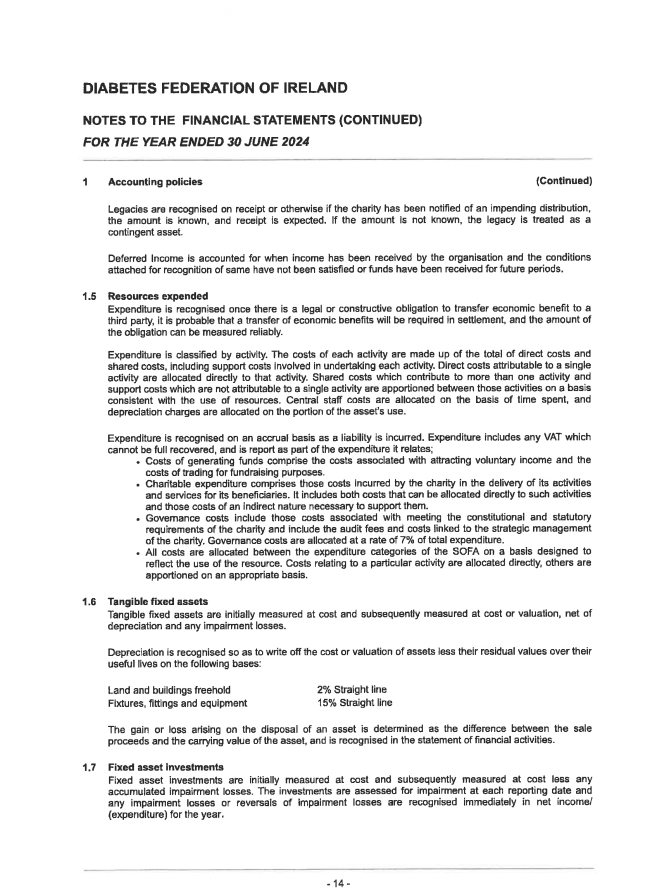 DIABETES FEDERATION OF IRELAND
NOTES TO THE FINANCIAL STATEMENTS (CONTINUED)
FOR THE YEAR ENDED 30 JUNE 2024
1 Accounting policies (Continued)
Legacies are recognised on receipt or otherwise if the charity has been notified of an impending distribution,
the amount is known, and receipt is expected. If the amount is not known, the legacy is treated as a
contingent asset.
Deferred Income is accounted for when income has been received by the organisation and the conditions
attached for recognition of same have not been satisfied or funds have been received for future periods.
1.5 Resources expended
Expenditure is recognised once there is a legal or constructive obligation to transfer economic benefit to a
third party, it is probable that a transfer of economic benefits will be required in settlement, and the amount of
the obligation can be measured reliably.
Expenditure is classified by activity. The costs of each activity are made up of the total of direct costs and
shared costs, including support costs involved in undertaking each activity. Direct costs attributable to a single
activity are allocated directly to that activity. Shared costs which contribute to more than one activity and
support costs which are not attributable to a single activity are apportioned between those activities on a basis
consistent with the use of resources. Central staff costs are allocated on the basis of time spent, and
depreciation charges are allocated on the portion of the asset's use.
Expenditure is recognised on an accrual basis as a liability is incurred. Expenditure includes any VAT which
cannot be full recovered, and is report as part of the expenditure it relates;
• Costs of generating funds comprise the costs associated with attracting voluntary income and the
costs of trading for fundraising purposes.
• Charitable expenditure comprises those costs incurred by the charity in the delivery of its activities
and services for its beneficiaries. It includes both costs that can be allocated directly to such activities
and those costs of an indirect nature necessary to support them.
• Governance costs include those costs associated with meeting the constitutional and statutory
requirements of the charity and include the audit fees and costs linked to the strategic management
of the charity. Governance costs are allocated at a rate of 7% of total expenditure.
• All costs are allocated between the expenditure categories of the SOFA on a basis designed to
reflect the use of the resource. Costs relating to a particular activity are allocated directly, others are
apportioned on an appropriate basis.
1.6 Tangible fixed assets
Tangible fixed assets are initially measured at cost and subsequently measured at cost or valuation, net of
depreciation and any impairment losses.
Depreciation is recognised so as to write off the cost or valuation of assets less their residual values over their
useful lives on the following bases:
Land and buildings freehold 2% Straight line
Fixtures, fittings and equipment 15% Straight line
The gain or loss arising on the disposal of an asset is determined as the difference between the sale
proceeds and the carrying value of the asset, and is recognised in the statement of financial activities.
1.7 Fixed asset investments
Fixed asset investments are initially measured at cost and subsequently measured at cost less any
accumulated impairment losses. The investments are assessed for impairment at each reporting date and
any impairment losses or reversals of impairment losses are recognised immediately in net income/
(expenditure) for the year.
- 14 -